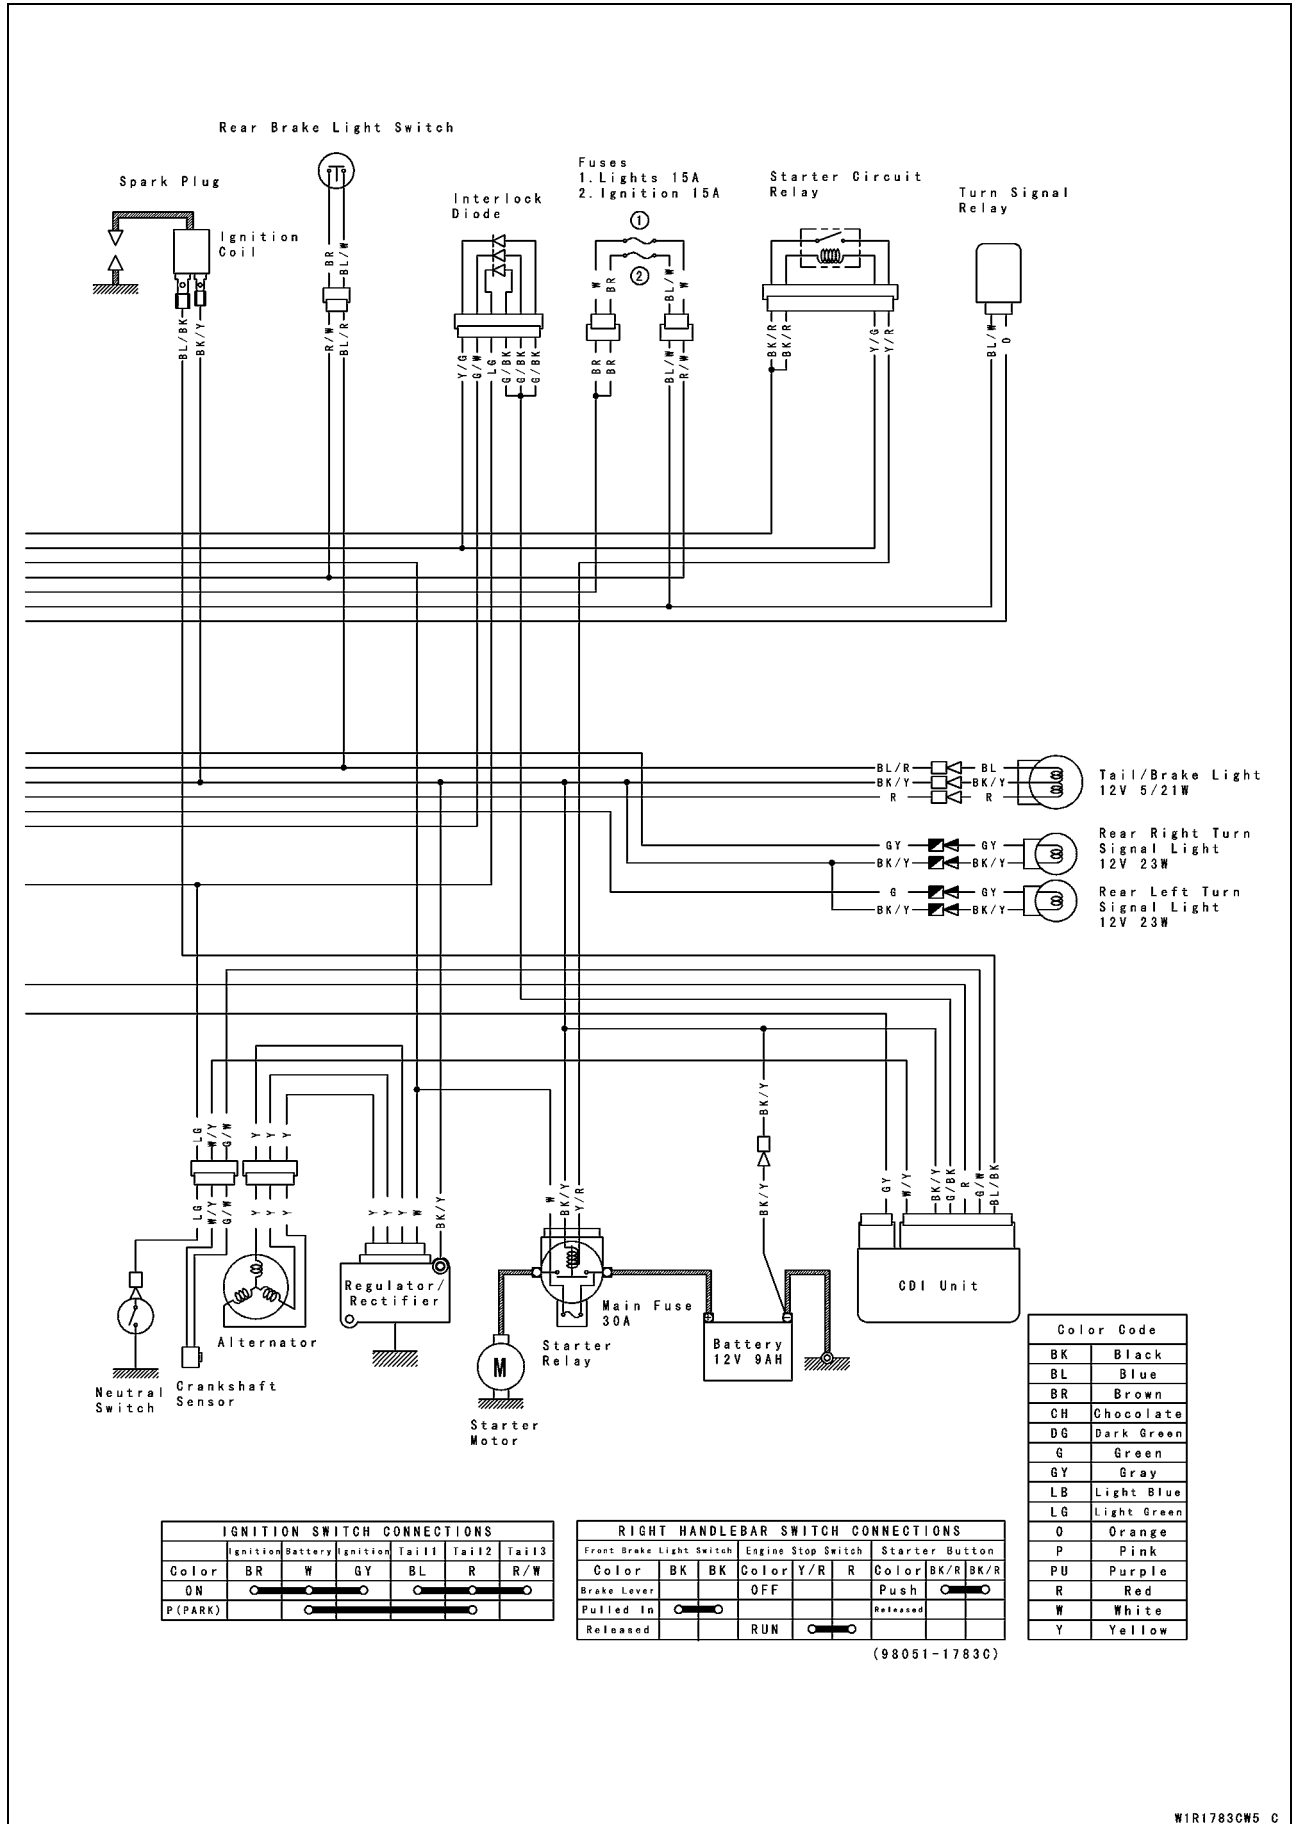 Rear Brake Light Switch
Spark Plug
Ignition
Coil
Interlock
Diode
Fuses
1.Lights 15A
2.Ignition 15A
1
2
Starter Circuit
Relay
Turn Signal
Relay
BR
BL/W
W
BR
BL/W
W
BL/BK
BK/Y
R/W
BL/R
Y/G
G/W
LG
G/BK
G/BK
G/BK
BR
BR
BL/W
R/W
BK/R
BK/R
Y/G
Y/R
BL/W
O
BL/R
BL
BK/Y
BK/Y
R
R
Tail/Brake Light
12V 5/21W
GY
GY
BK/Y
BK/Y
Rear Right Turn
Signal Light
12V 23W
G
GY
BK/Y
BK/Y
Rear Left Turn
Signal Light
12V 23W
LG
W/Y
G/W
Y
Y
Y
BK/Y
LG
W/Y
G/W
Y
Y
Y
Y
Y
Y
W
BK/Y
W
BK/Y
Y/R
BK/Y
GY
W/Y
BK/Y
G/BK
R
G/W
BL/BK
Regulator/
Rectifier
Alternator
Neutral
Switch
Crankshaft
Sensor
Main Fuse
30A
Starter
Relay
M
Starter
Motor
Battery
12V 9AH
CDI Unit
Color Code
BK Black
BL Blue
BR Brown
CH Chocolate
DG Dark Green
G Green
GY Gray
LB Light Blue
LG Light Green
O Orange
P Pink
PU Purple
R Red
W White
Y Yellow
IGNITION SWITCH CONNECTIONS
Ignition Battery Ignition Tail1 Tail2 Tail3
Color BR W GY BL R R/W
ON
P(PARK)
RIGHT HANDLEBAR SWITCH CONNECTIONS
Front Brake Light Switch Engine Stop Switch Starter Button
Color BK BK Color Y/R R Color BK/R BK/R
Brake Lever OFF Push
Pulled In Released
Released RUN
(98051-1783C)
W1R1783CW5 C